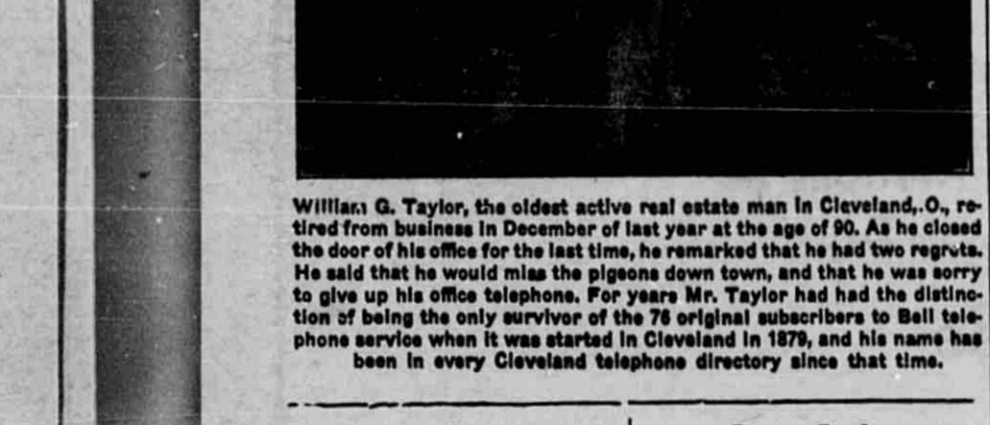 William G. Taylor, the oldest active real estate man in Cleveland, O., re-
tired from business in December of last year at the age of 90. As he closed
the door of his office for the last time, he remarked that he had two regrets.
He said that he would miss the pigeons down town, and that he was sorry
to give up his office telephone. For years Mr. Taylor had had the distinc-
tion of being the only survivor of the 76 original subscribers to Bell tele-
phone service when it was started in Cleveland in 1879, and his name has
been in every Cleveland telephone directory since that time.